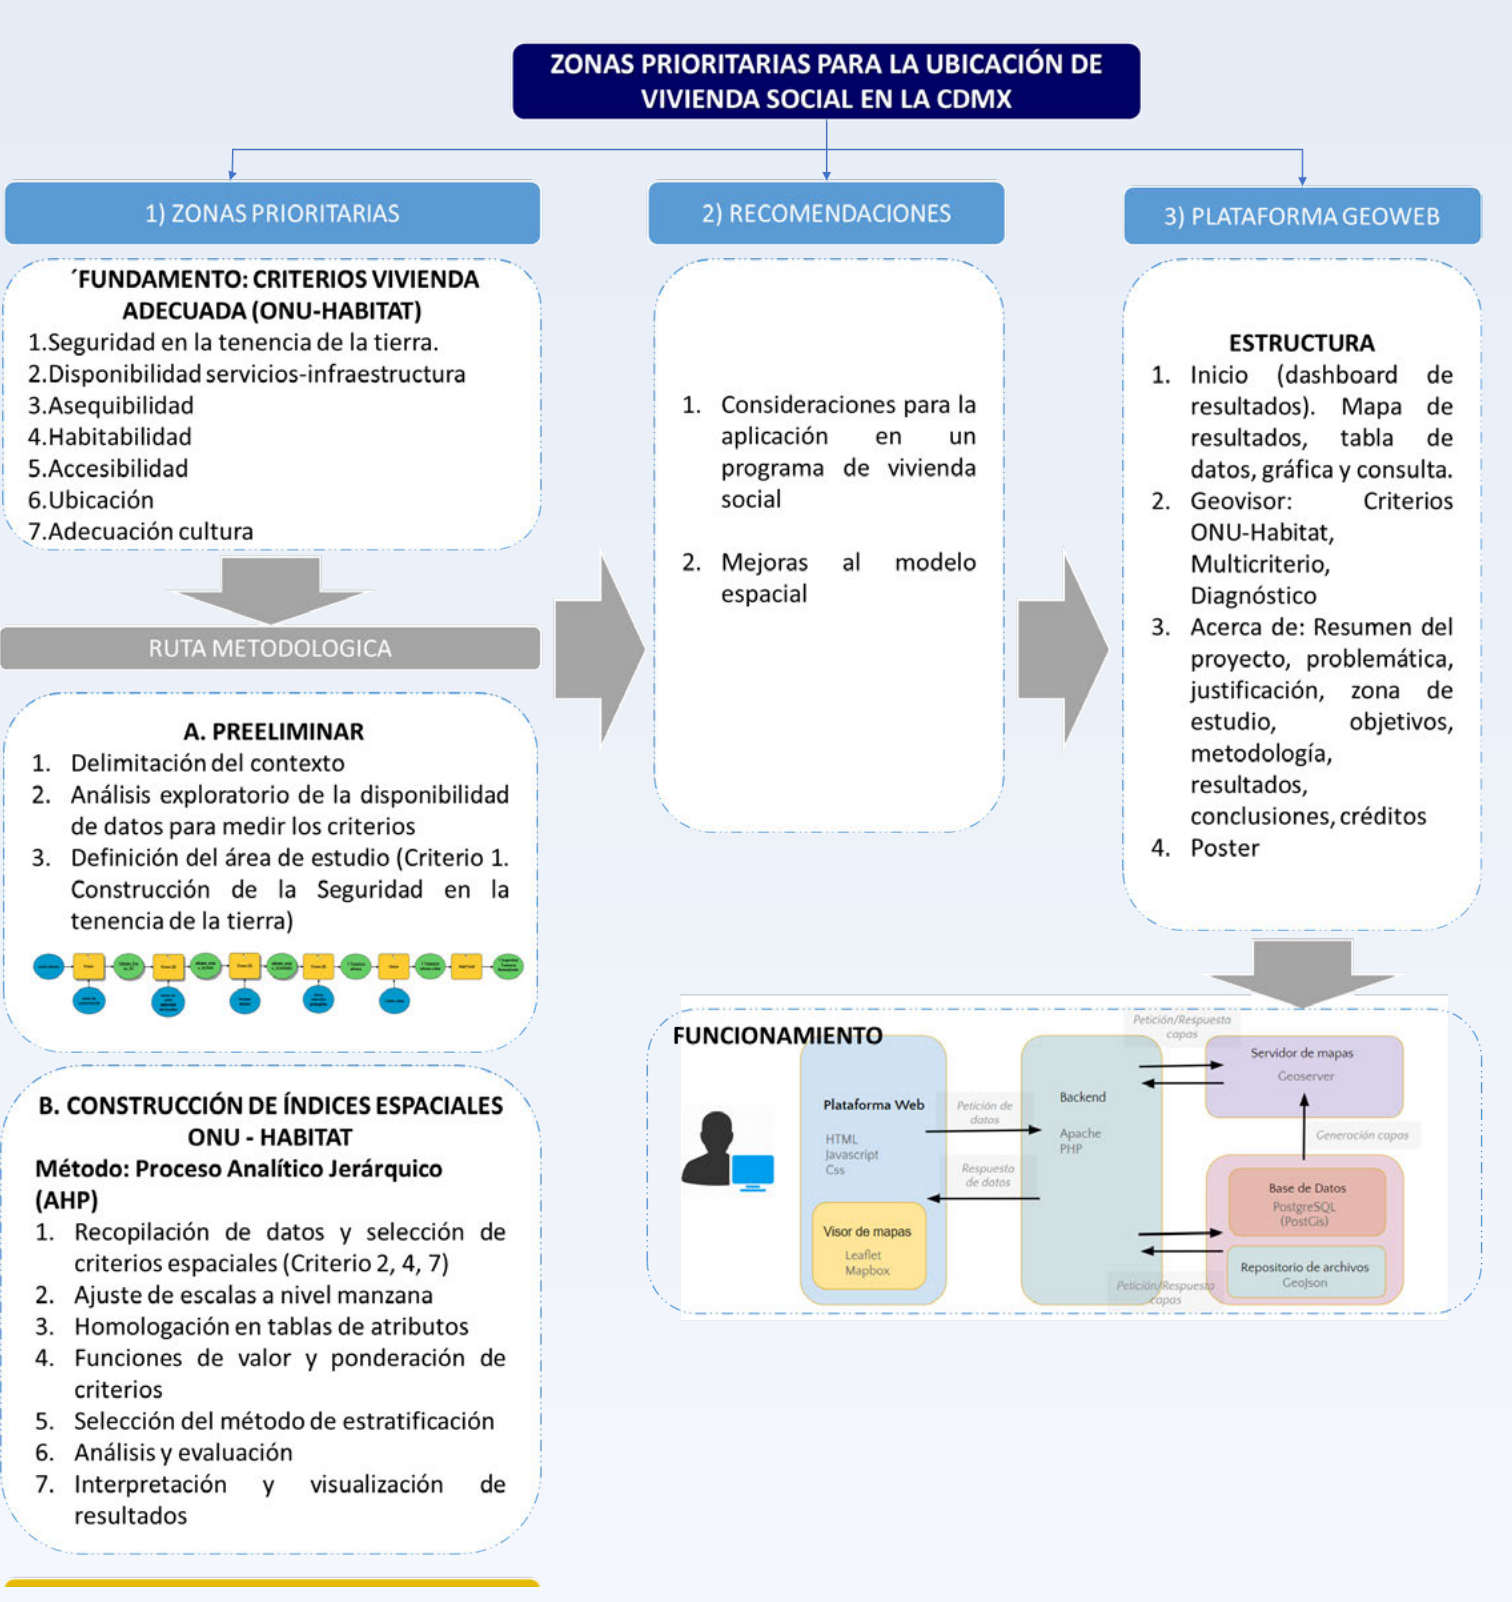 ZONAS PRIORITARIAS PARA LA UBICACIÓN DE
VIVIENDA SOCIAL EN LA CDMX
1) ZONAS PRIORITARIAS
´FUNDAMENTO: CRITERIOS VIVIENDA
ADECUADA (ONU-HABITAT)
1.Seguridad en la tenencia de la tierra.
2.Disponibilidad servicios-infraestructura
3.Asequibilidad
4.Habitabilidad
5.Accesibilidad
6.Ubicación
7.Adecuación cultura
RUTA METODOLOGICA
A. PREELIMINAR
1. Delimitación del contexto
2. Análisis exploratorio de la disponibilidad
de datos para medir los criterios
3. Definición del área de estudio (Criterio 1.
Construcción de la Seguridad en la
tenencia de la tierra)
B. CONSTRUCCIÓN DE ÍNDICES ESPACIALES
ONU - HABITAT
Método: Proceso Analítico Jerárquico
(AHP)
1. Recopilación de datos y selección de
criterios espaciales (Criterio 2, 4, 7)
2. Ajuste de escalas a nivel manzana
3. Homologación en tablas de atributos
4. Funciones de valor y ponderación de
criterios
5. Selección del método de estratificación
6. Análisis y evaluación
7. Interpretación y visualización de
resultados
2) RECOMENDACIONES
1. Consideraciones para la
aplicación en un
programa de vivienda
social
2. Mejoras al modelo
espacial
3) PLATAFORMA GEOWEB
ESTRUCTURA
1. Inicio (dashboard de
resultados). Mapa de
resultados, tabla de
datos, gráfica y consulta.
2. Geovisor: Criterios
ONU-Habitat,
Multicriterio,
Diagnóstico
3. Acerca de: Resumen del
proyecto, problemática,
justificación, zona de
estudio, objetivos,
metodología,
resultados,
conclusiones, créditos
4. Poster
FUNCIONAMIENTO
Plataforma Web
HTML
Javascript
Css
Visor de mapas
Leaflet
Mapbox
Petición de
datos
Respuesta
de datos
Backend
Apache
PHP
Petición/Respuesta
capas
Servidor de mapas
Geoserver
Generación capas
Base de Datos
PostgreSQL
(PostGis)
Repositorio de archivos
GeoJson
Petición/Respuesta
capas